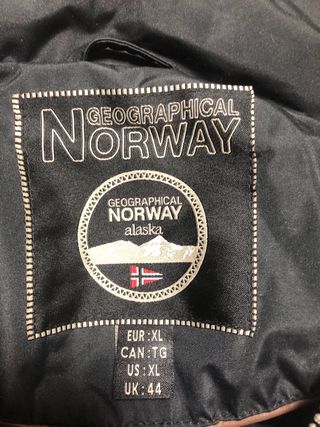 GEOGRAPHICAL
NORWAY
GEOGRAPHICAL
NORWAY
alaska
EUR:XL
CAN:TG
US:XL
UK:44